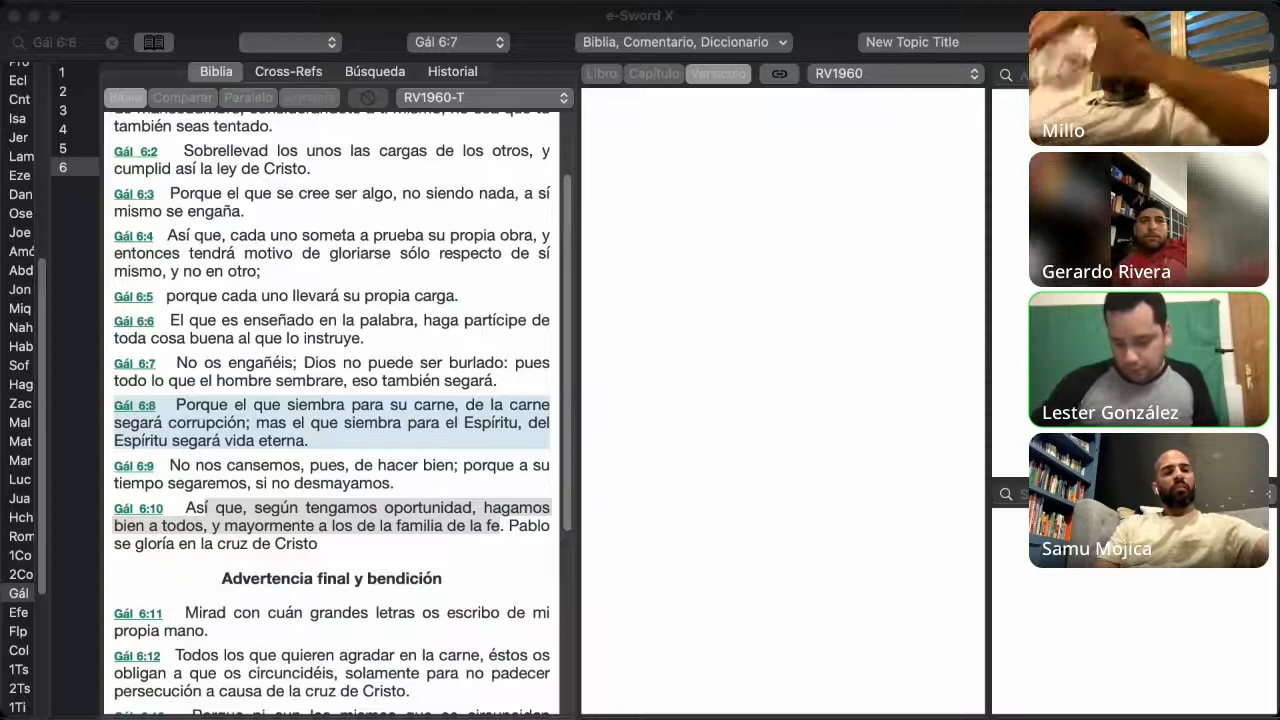 e-Sword X
Gál 6:8
Gál 6:7
Biblia, Comentario, Diccionario
New Topic Title
Biblia
Cross-Refs
Búsqueda
Historial
Libro
Capítulo
Versículo
RV1960
Comparar
Paralelo
RV1960-T
Ecl
Cnt
Isa
Jer
Lam
Eze
Dan
Ose
Joe
Amó
Abd
Jon
Miq
Nah
Hab
Sof
Hag
Zac
Mal
Mat
Mar
Luc
Jua
Hch
Rom
1Co
2Co
Gál
Efe
Flp
Col
1Ts
2Ts
1Ti
1
2
3
4
5
6
también seas tentado.
Gál 6:2 Sobrellevad los unos las cargas de los otros, y
cumplid así la ley de Cristo.
Gál 6:3 Porque el que se cree ser algo, no siendo nada, a sí
mismo se engaña.
Gál 6:4 Así que, cada uno someta a prueba su propia obra, y
entonces tendrá motivo de gloriarse sólo respecto de sí
mismo, y no en otro;
Gál 6:5 porque cada uno llevará su propia carga.
Gál 6:6 El que es enseñado en la palabra, haga partícipe de
toda cosa buena al que lo instruye.
Gál 6:7 No os engañéis; Dios no puede ser burlado: pues
todo lo que el hombre sembrare, eso también segará.
Gál 6:8 Porque el que siembra para su carne, de la carne
segará corrupción; mas el que siembra para el Espíritu, del
Espíritu segará vida eterna.
Gál 6:9 No nos cansemos, pues, de hacer bien; porque a su
tiempo segaremos, si no desmayamos.
Gál 6:10 Así que, según tengamos oportunidad, hagamos
bien a todos, y mayormente a los de la familia de la fe. Pablo
se gloría en la cruz de Cristo
Advertencia final y bendición
Gál 6:11 Mirad con cuán grandes letras os escribo de mi
propia mano.
Gál 6:12 Todos los que quieren agradar en la carne, éstos os
obligan a que os circuncidéis, solamente para no padecer
persecución a causa de la cruz de Cristo.
Millo
Gerardo Rivera
Lester González
Samu Mojica